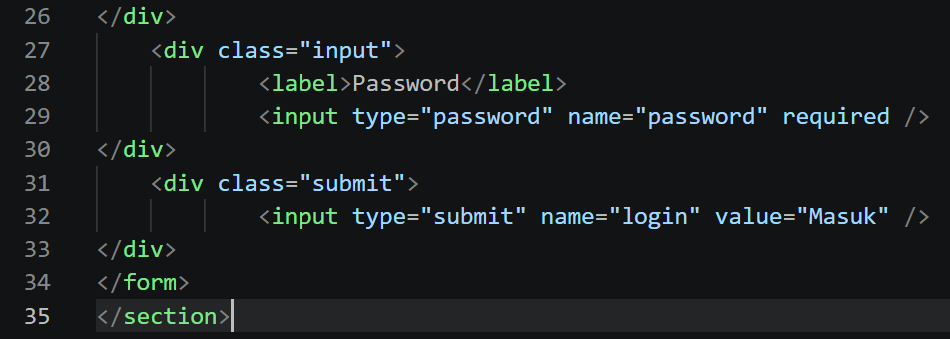 26 </div>
27 <div class="input">
28 <label>Password</label>
29 <input type="password" name="password" required />
30 </div>
31 <div class="submit">
32 <input type="submit" name="login" value="Masuk" />
33 </div>
34 </form>
35 </section>